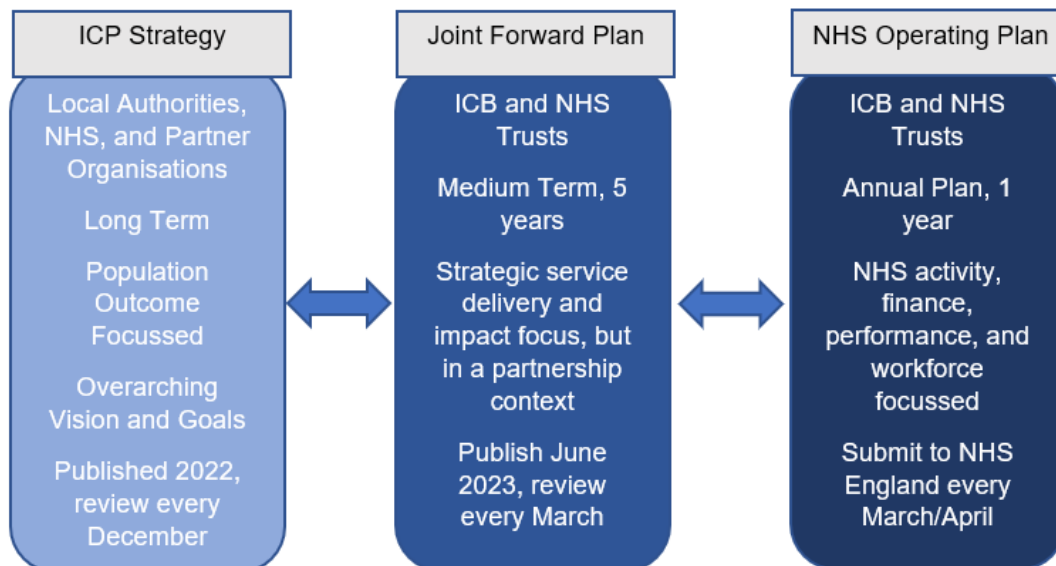 ICP Strategy
Local Authorities,
NHS, and Partner
Organisations
Long Term
Population
Outcome
Focussed
Overarching
Vision and Goals
Published 2022,
review every
December
Joint Forward Plan
ICB and NHS
Trusts
Medium Term, 5
years
Strategic service
delivery and
impact focus, but
in a partnership
context
Publish June
2023, review
every March
NHS Operating Plan
ICB and NHS
Trusts
Annual Plan, 1
year
NHS activity,
finance,
performance, and
workforce
focussed
Submit to NHS
England every
March/April